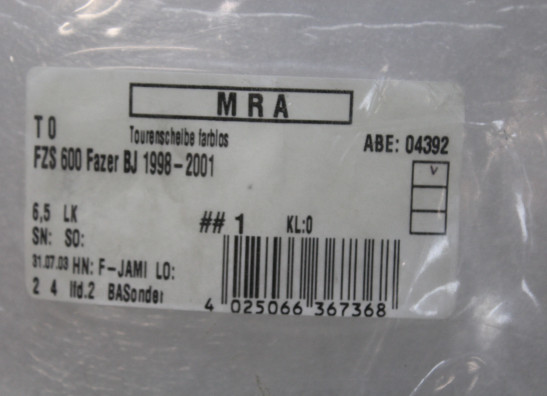 MRA
T0
Tourenscheibe farblos
ABE: 04392
FZS 600 Fazer BJ 1998-2001
v
6,5 LK
## 1 KL:0
SN: SO:
31.07.03 HN: F-JAMI LO:
2 4 lfd.2 BASonder
4 025066 367368